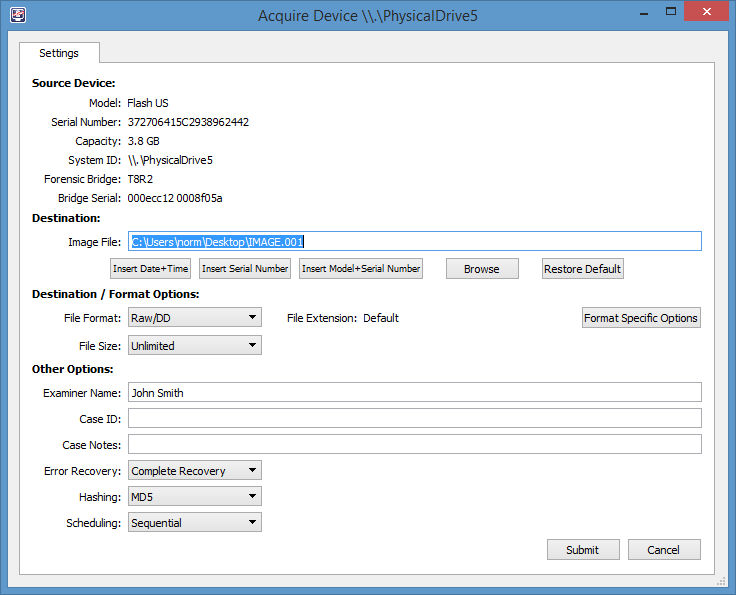 Acquire Device \\.\PhysicalDrive5
Settings
Source Device:
Model: Flash US
Serial Number: 372706415C2938962442
Capacity: 3.8 GB
System ID: \\.\PhysicalDrive5
Forensic Bridge: T8R2
Bridge Serial: 000ecc12 0008f05a
Destination:
Image File: C:\Users\norm\Desktop\IMAGE.001
Insert Date+Time Insert Serial Number Insert Model+Serial Number Browse Restore Default
Destination / Format Options:
File Format: Raw/DD File Extension: Default Format Specific Options
File Size: Unlimited
Other Options:
Examiner Name: John Smith
Case ID:
Case Notes:
Error Recovery: Complete Recovery
Hashing: MD5
Scheduling: Sequential
Submit Cancel